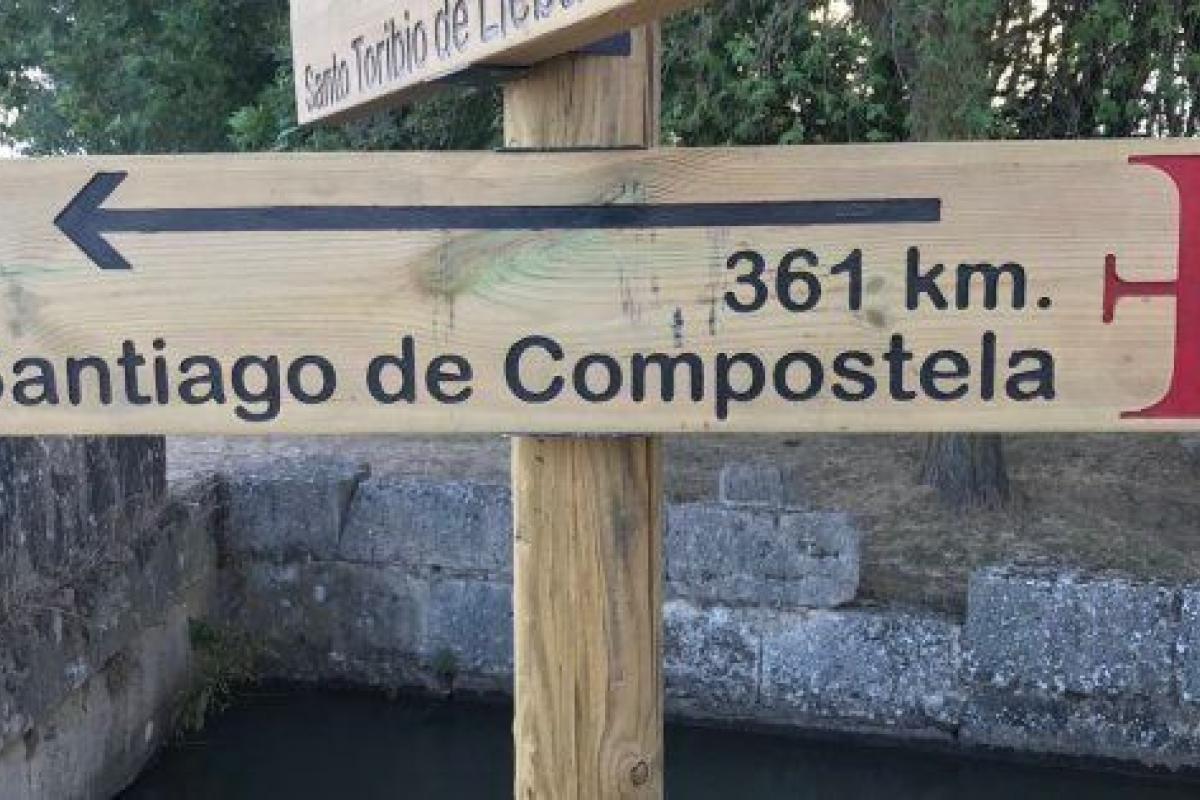 Santo Toribio de
361 km.
Santiago de Compostela